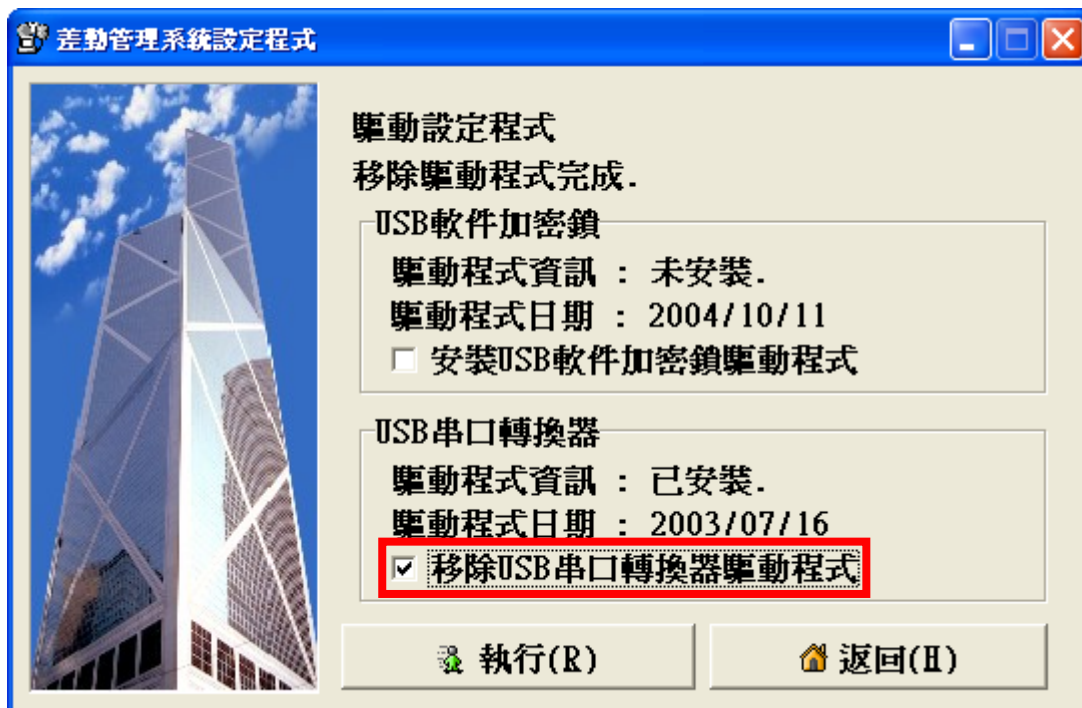 差勤管理系統設定程式
驅動設定程式
移除驅動程式完成.
USB軟件加密鎖
驅動程式資訊 : 未安裝.
驅動程式日期 : 2004/10/11
安裝USB軟件加密鎖驅動程式
USB串口轉換器
驅動程式資訊 : 已安裝.
驅動程式日期 : 2003/07/16
移除USB串口轉換器驅動程式
執行(R)
返回(H)